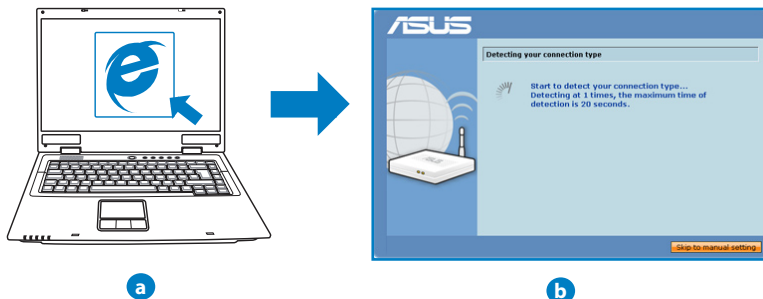 ASUS
Detecting your connection type
Start to detect your connection type...
Detecting at 1 times, the maximum time of
detection is 20 seconds.
ASUS
Skip to manual setting
a
b